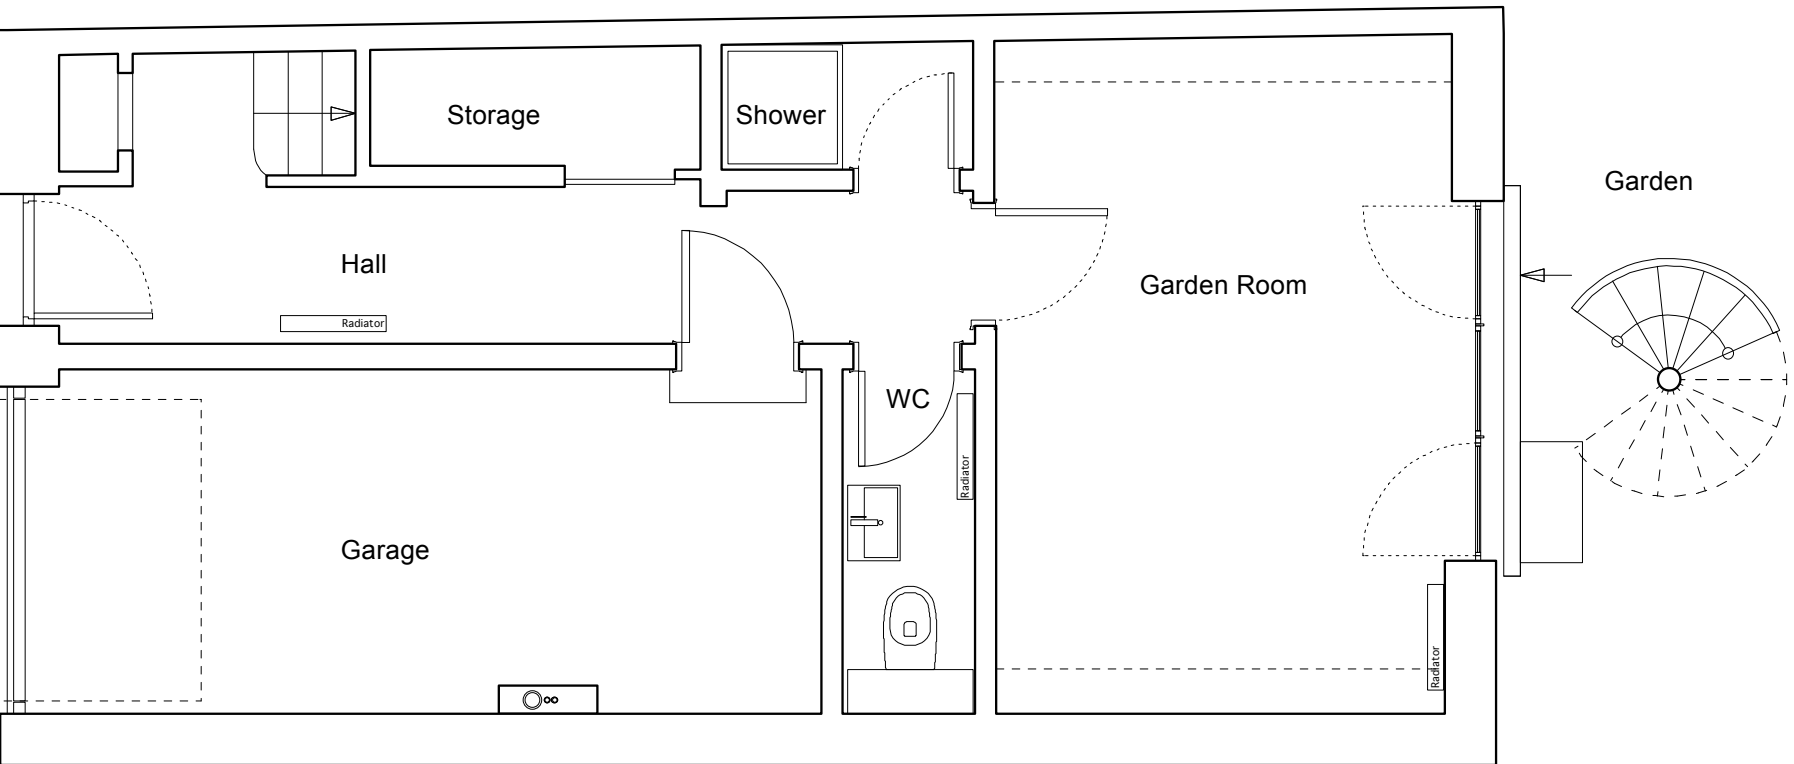 Storage
Shower
Garden
Hall
Garden Room
Radiator
WC
Radiator
Garage
Radiator